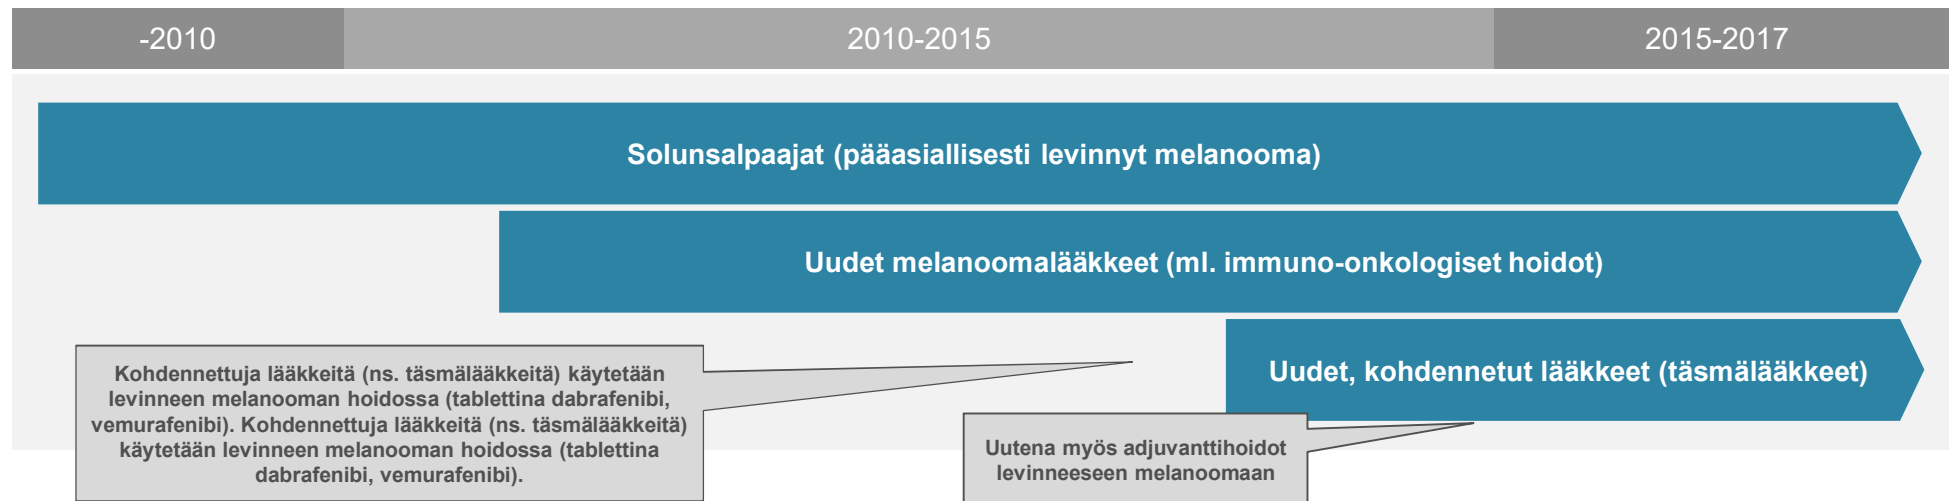 -2010
2010-2015
2015-2017
Solunsalpaajat (pääasiallisesti levinnyt melanooma)
Uudet melanoomalääkkeet (ml. immuno-onkologiset hoidot)
Uudet, kohdennetut lääkkeet (täsmälääkkeet)
Kohdennettuja lääkkeitä (ns. täsmälääkkeitä) käytetään
levinneen melanooman hoidossa (tablettina dabrafenibi,
vemurafenibi). Kohdennettuja lääkkeitä (ns. täsmälääkkeitä)
käytetään levinneen melanooman hoidossa (tablettina
dabrafenibi, vemurafenibi).
Uutena myös adjuvanttihoidot
levinneeseen melanoomaan